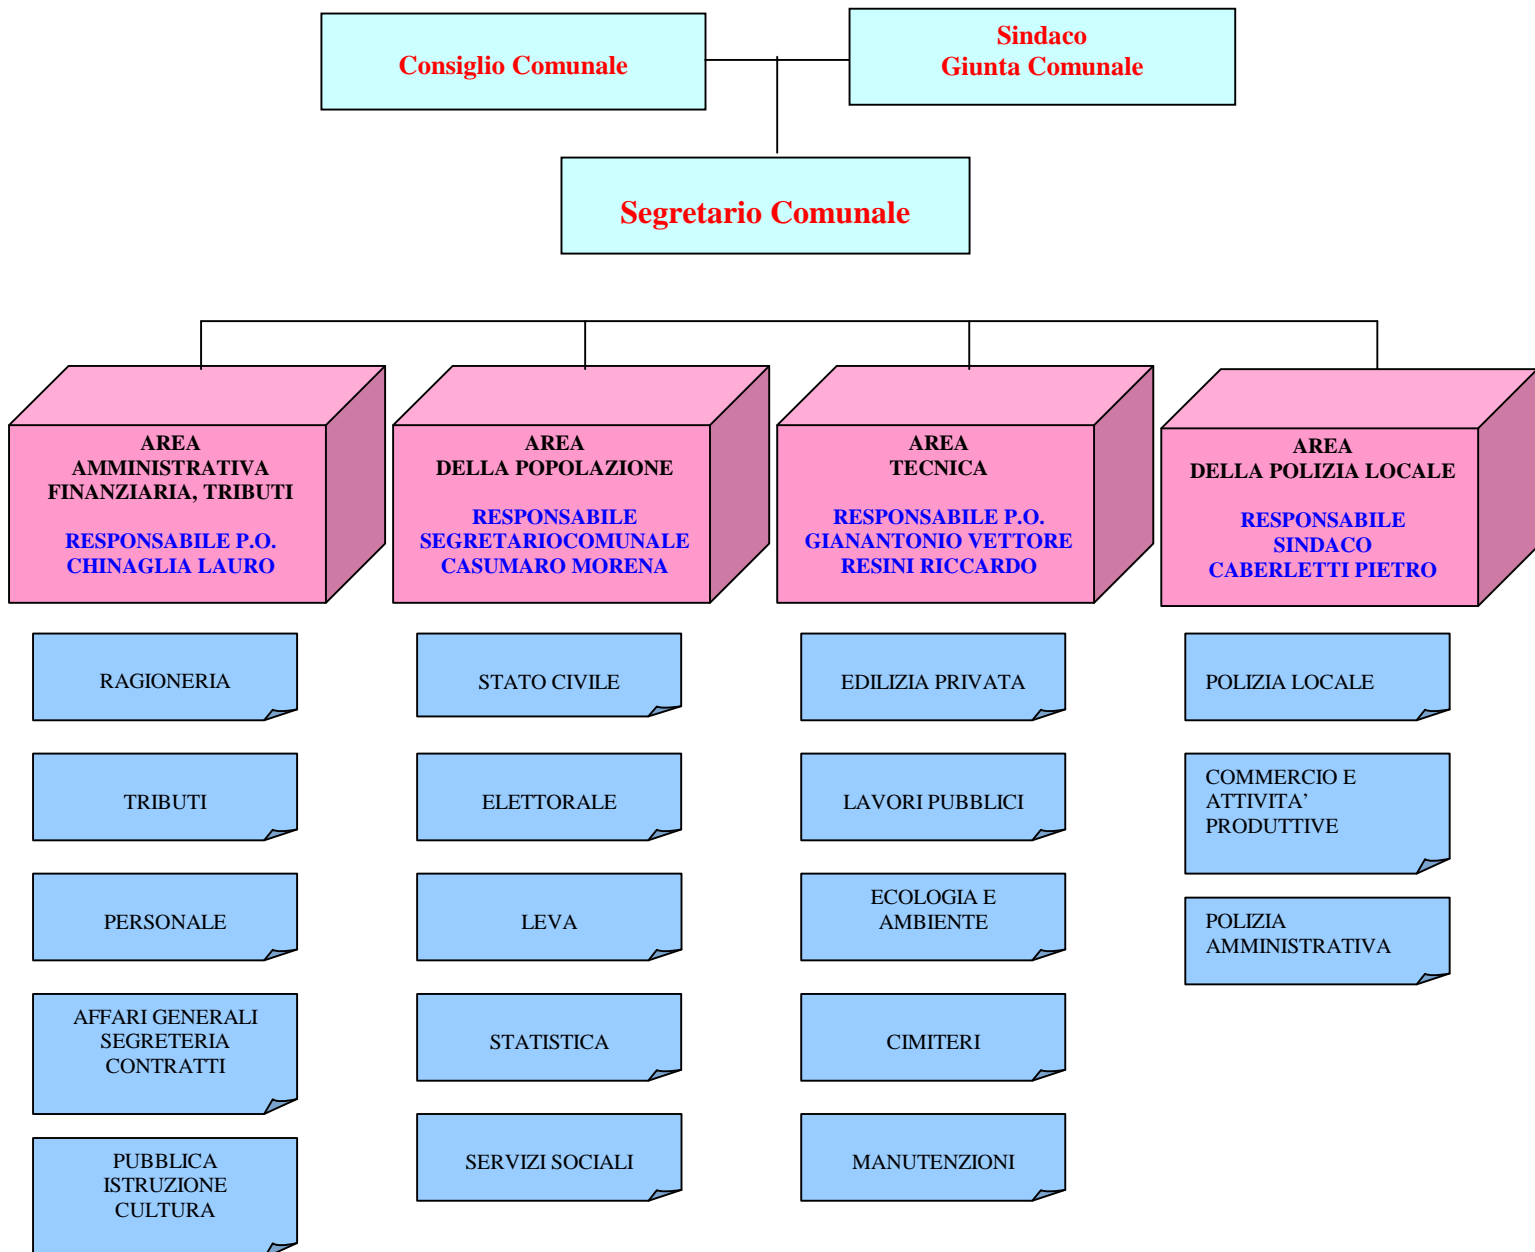 Consiglio Comunale
Sindaco
Giunta Comunale
Segretario Comunale
AREA
AMMINISTRATIVA
FINANZIARIA, TRIBUTI
RESPONSABILE P.O.
CHINAGLIA LAURO
AREA
DELLA POPOLAZIONE
RESPONSABILE
SEGRETARIOCOMUNALE
CASUMARO MORENA
AREA
TECNICA
RESPONSABILE P.O.
GIANANTONIO VETTORE
RESINI RICCARDO
AREA
DELLA POLIZIA LOCALE
RESPONSABILE
SINDACO
CABERLETTI PIETRO
RAGIONERIA
TRIBUTI
PERSONALE
AFFARI GENERALI
SEGRETERIA
CONTRATTI
PUBBLICA
ISTRUZIONE
CULTURA
STATO CIVILE
ELETTORALE
LEVA
STATISTICA
SERVIZI SOCIALI
EDILIZIA PRIVATA
LAVORI PUBBLICI
ECOLOGIA E
AMBIENTE
CIMITERI
MANUTENZIONI
POLIZIA LOCALE
COMMERCIO E
ATTIVITA’
PRODUTTIVE
POLIZIA
AMMINISTRATIVA